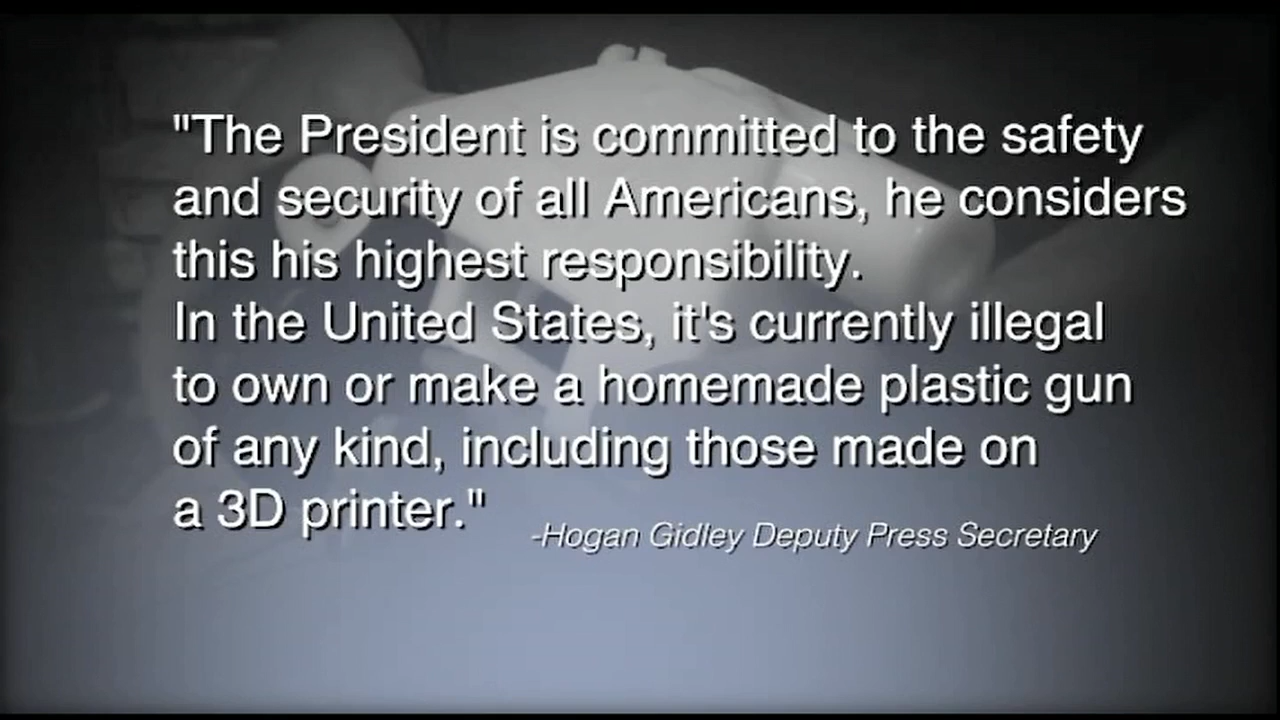 "The President is committed to the safety
and security of all Americans, he considers
this his highest responsibility.
In the United States, it's currently illegal
to own or make a homemade plastic gun
of any kind, including those made on
a 3D printer."
-Hogan Gidley Deputy Press Secretary